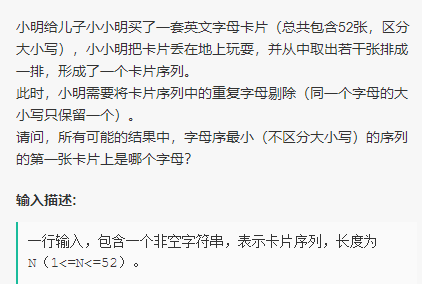 小明给儿子小小明买了一套英文字母卡片（总共包含52张，区分
大小写），小小明把卡片丢在地上玩耍，并从中取出若干张排成
一排，形成了一个卡片序列。
此时，小明需要将卡片序列中的重复字母剔除（同一个字母的大
小写只保留一个）。
请问，所有可能的结果中，字母序最小（不区分大小写）的序列
的第一张卡片上是哪个字母？
输入描述:
一行输入，包含一个非空字符串，表示卡片序列，长度为
N（1<=N<=52）。